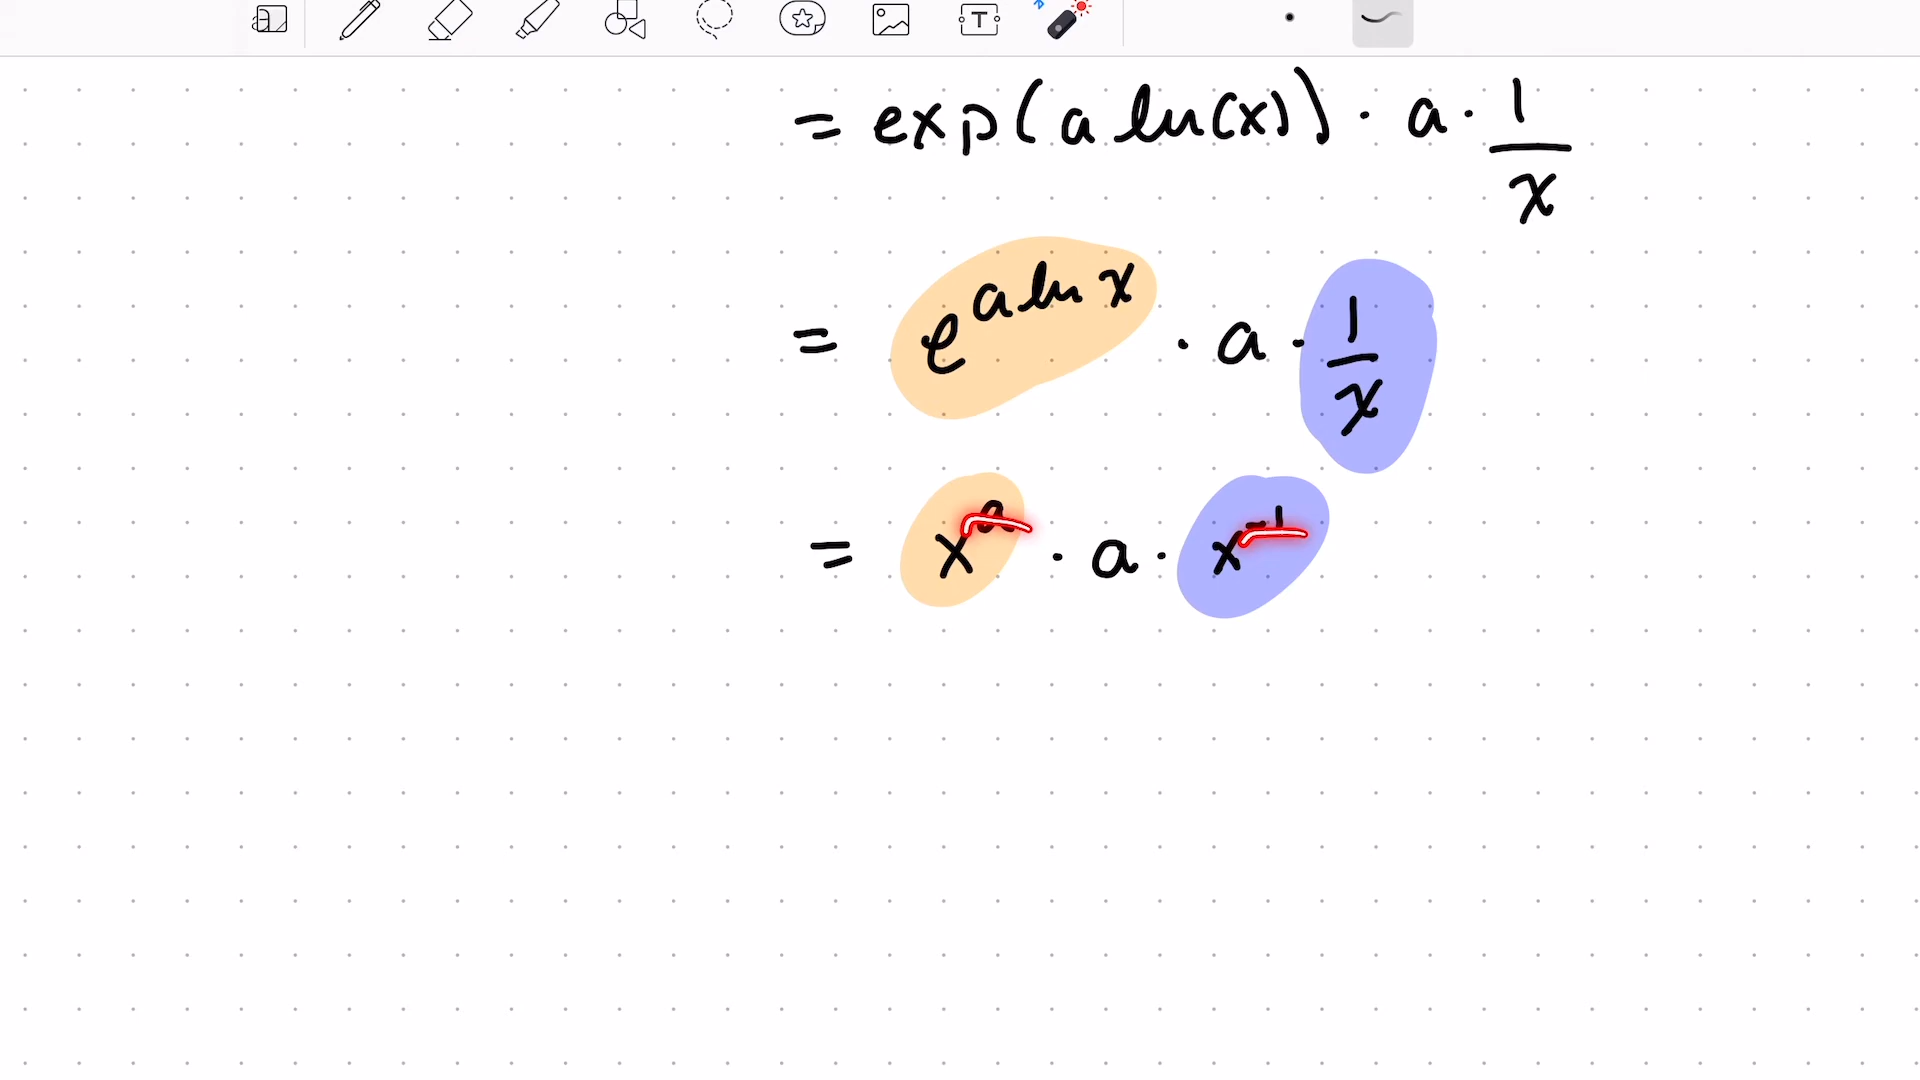 = exp(a ln(x)) · a · 1/x
= e^{a ln x} · a · 1/x
= x^a · a · x^{-1}